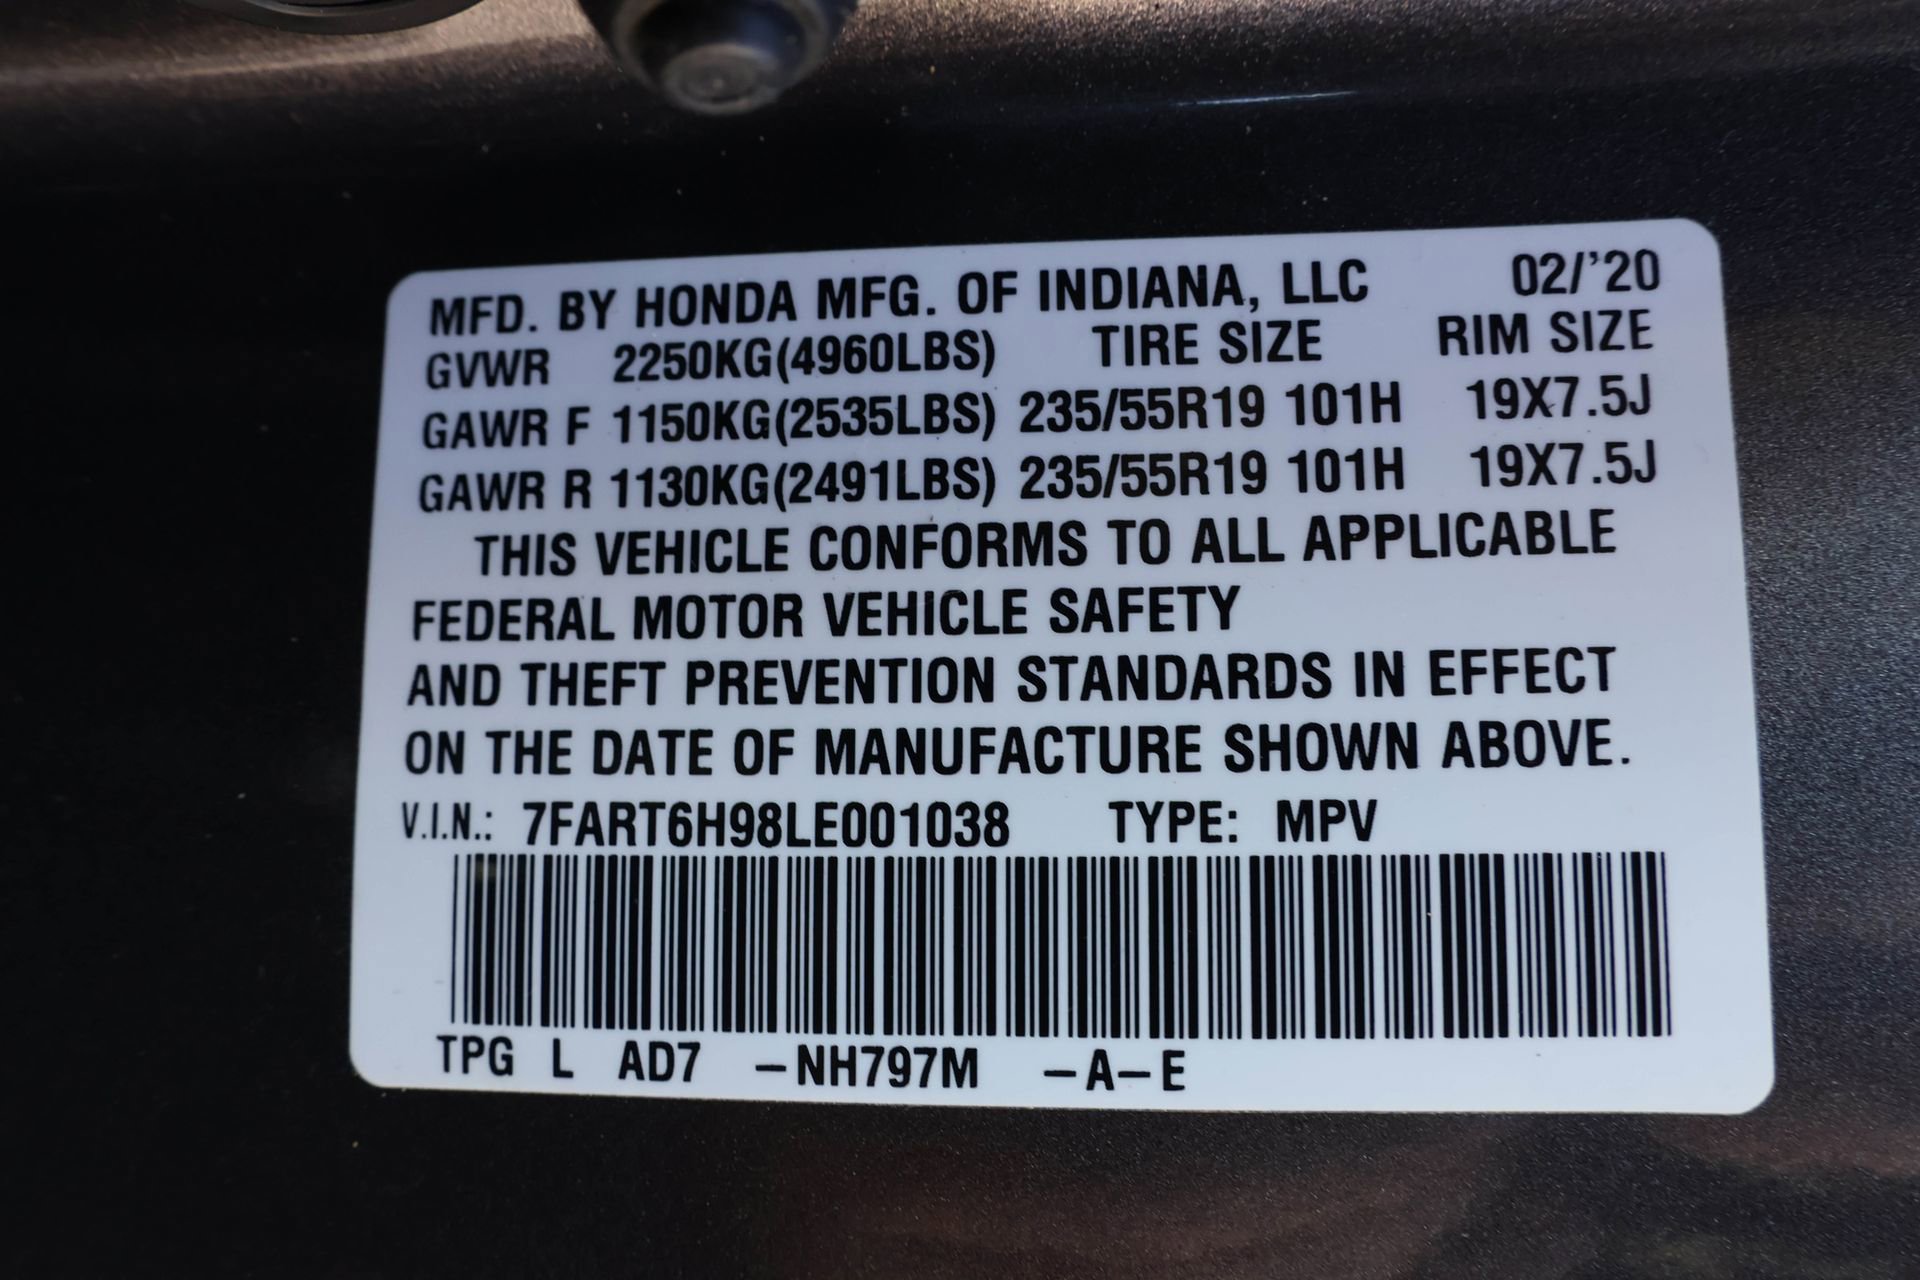 MFD. BY HONDA MFG. OF INDIANA, LLC 02/'20
GVWR 2250KG(4960LBS) TIRE SIZE RIM SIZE
GAWR F 1150KG(2535LBS) 235/55R19 101H 19X7.5J
GAWR R 1130KG(2491LBS) 235/55R19 101H 19X7.5J
THIS VEHICLE CONFORMS TO ALL APPLICABLE
FEDERAL MOTOR VEHICLE SAFETY
AND THEFT PREVENTION STANDARDS IN EFFECT
ON THE DATE OF MANUFACTURE SHOWN ABOVE.
V.I.N.: 7FART6H98LE001038 TYPE: MPV
TPG L AD7 –NH797M –A–E